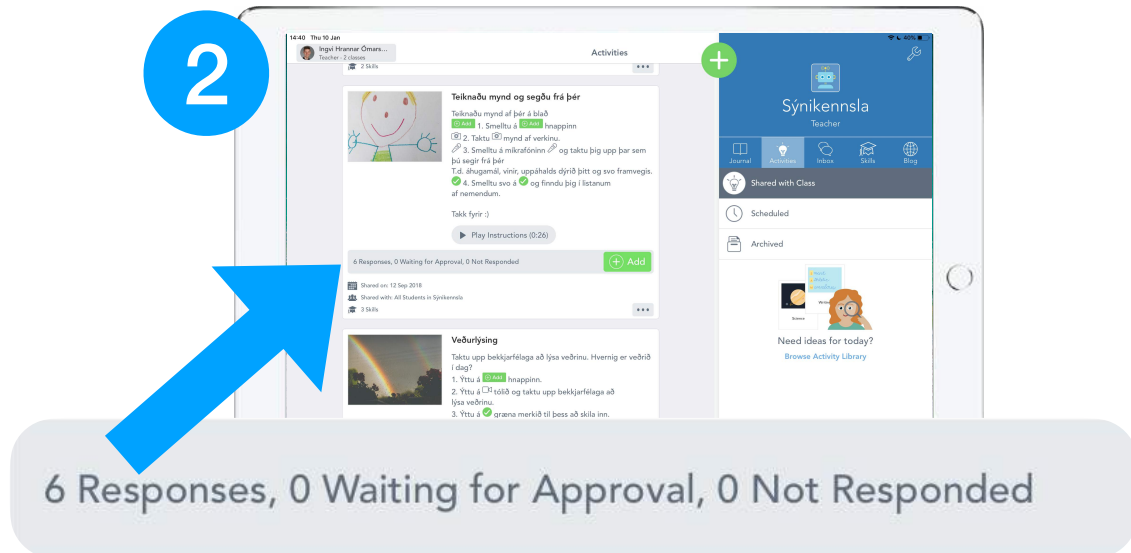 2
14:40 Thu 10 Jan
40%
Ingvi Hrannar Ómars...
Teacher - 2 classes
Activities
2 Skills
Teiknaðu mynd og segðu frá þér
Teiknaðu mynd af þér á blað
Add 1. Smelltu á Add hnappinn
2. Taktu mynd af verkinu.
3. Smelltu á míkrafóninn og taktu þig upp þar sem
þú segir frá þér
T.d. áhugamál, vinir, uppáhalds dýrið þitt og svo framvegis.
4. Smelltu svo á og finndu þig í listanum
af nemendum.
Takk fyrir :)
Play Instructions (0:26)
6 Responses, 0 Waiting for Approval, 0 Not Responded
Add
Shared on: 12 Sep 2018
Shared with: All Students in Sýnikennsla
3 Skills
Veðurlýsing
Taktu upp bekkjarfélaga að lýsa veðrinu. Hvernig er veðrið
í dag?
1. Ýttu á Add hnappinn.
2. Ýttu á tólið og taktu upp bekkjarfélaga að
lýsa veðrinu.
3. Ýttu á græna merkið til þess að skila inn.
Sýnikennsla
Teacher
Journal
Activities
Inbox
Skills
Blog
Shared with Class
Scheduled
Archived
Science
Need ideas for today?
Browse Activity Library
6 Responses, 0 Waiting for Approval, 0 Not Responded